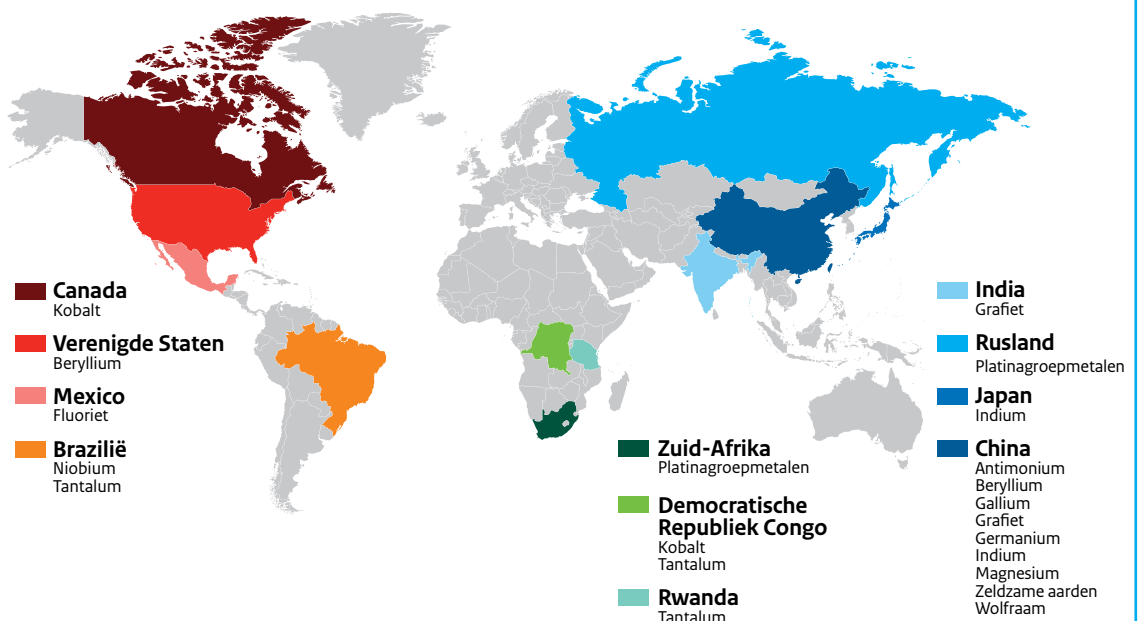 Canada
Kobalt
Verenigde Staten
Beryllium
Mexico
Fluoriet
Brazilië
Niobium
Tantalum
Zuid-Afrika
Platinagroepmetalen
Democratische
Republiek Congo
Kobalt
Tantalum
Rwanda
Tantalum
India
Grafiet
Rusland
Platinagroepmetalen
Japan
Indium
China
Antimonium
Beryllium
Gallium
Grafiet
Germanium
Indium
Magnesium
Zeldzame aarden
Wolfraam